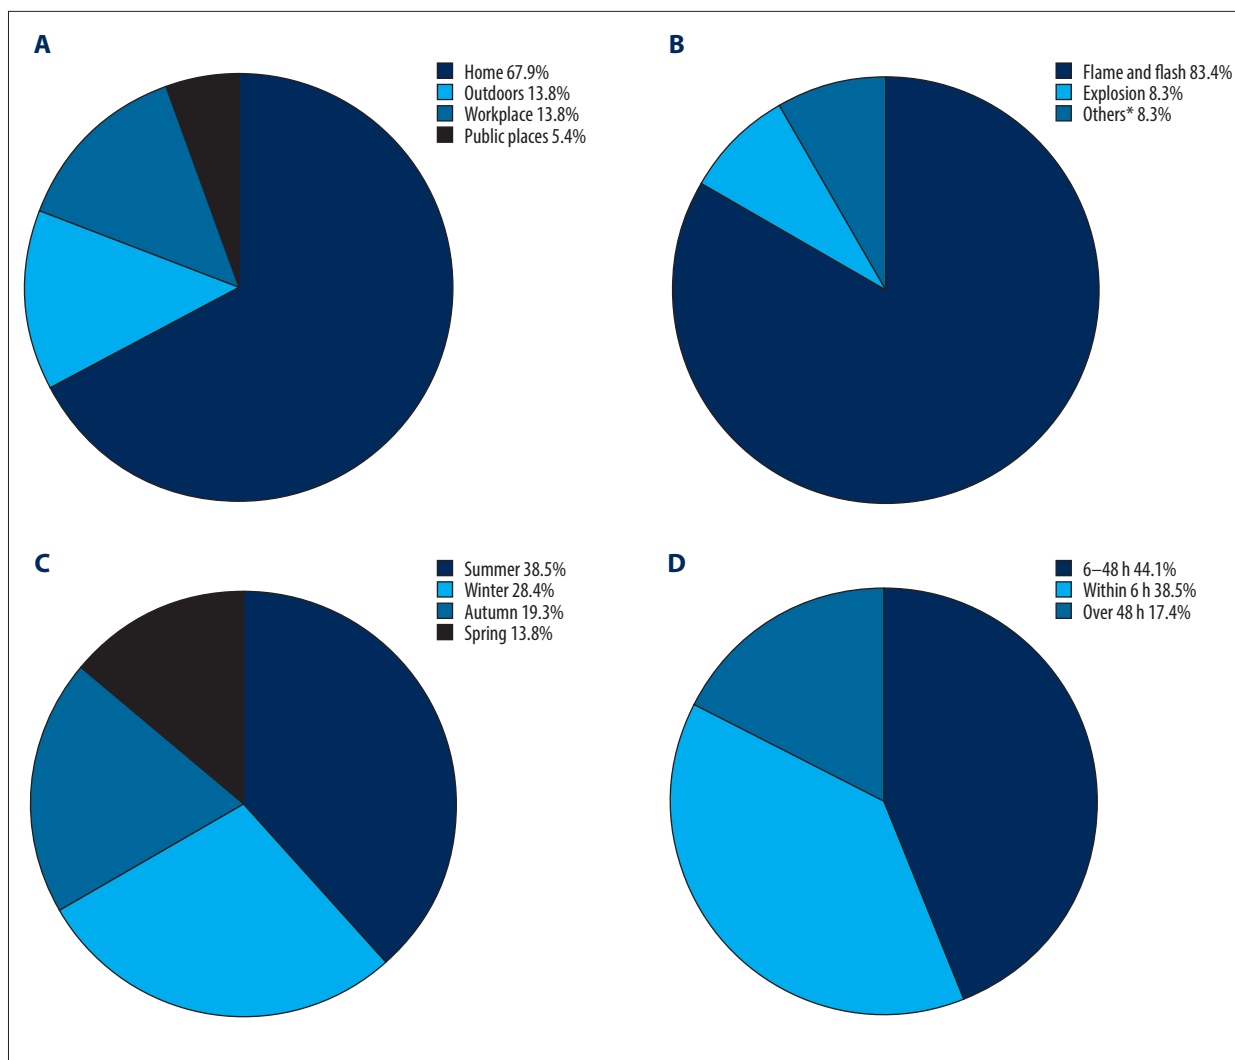 A
Home 67.9%
Outdoors 13.8%
Workplace 13.8%
Public places 5.4%
B
Flame and flash 83.4%
Explosion 8.3%
Others* 8.3%
C
Summer 38.5%
Winter 28.4%
Autumn 19.3%
Spring 13.8%
D
6–48 h 44.1%
Within 6 h 38.5%
Over 48 h 17.4%